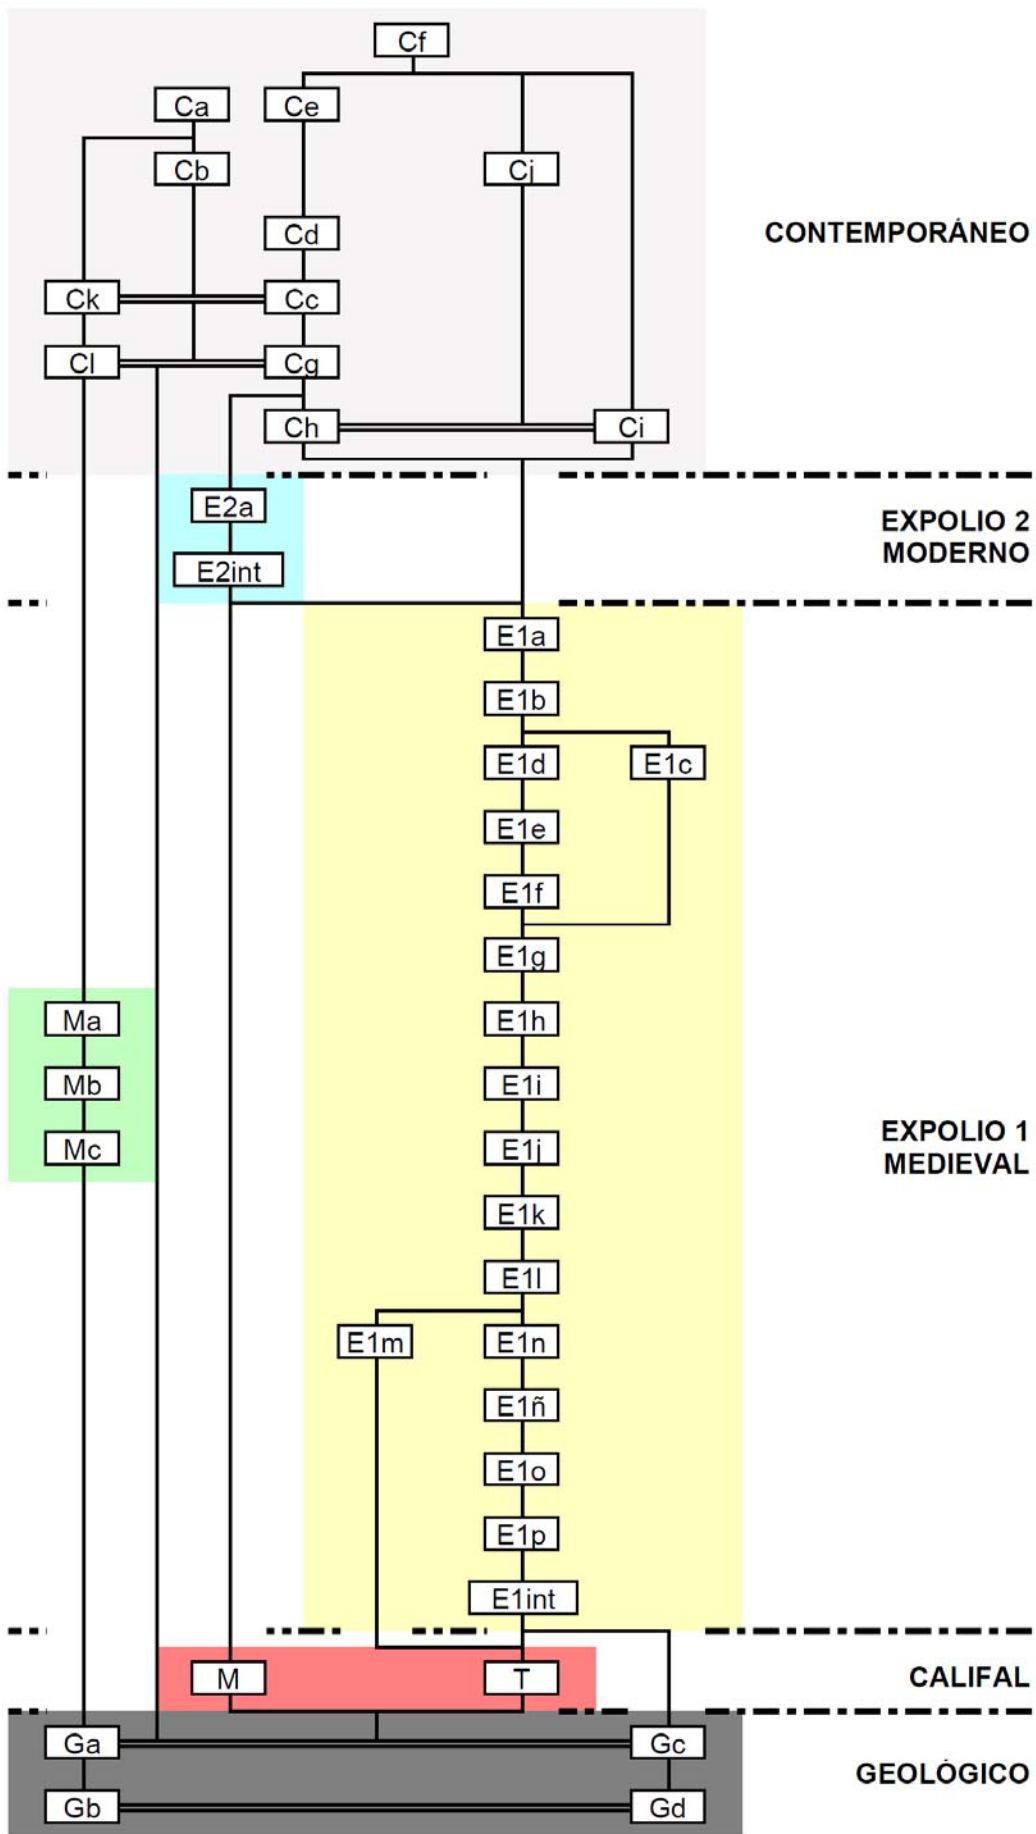 Cf
Ca Ce
Cb Cj
CONTEMPORÁNEO
Cd
Ck Cc
Cl Cg
Ch Ci
E2a
EXPOLIO 2
MODERNO
E2int
E1a
E1b
E1d E1c
E1e
E1f
E1g
Ma E1h
Mb E1i
Mc E1j
EXPOLIO 1
MEDIEVAL
E1k
E1l
E1m E1n
E1ñ
E1o
E1p
E1int
M T CALIFAL
Ga Gc
GEOLÓGICO
Gb Gd